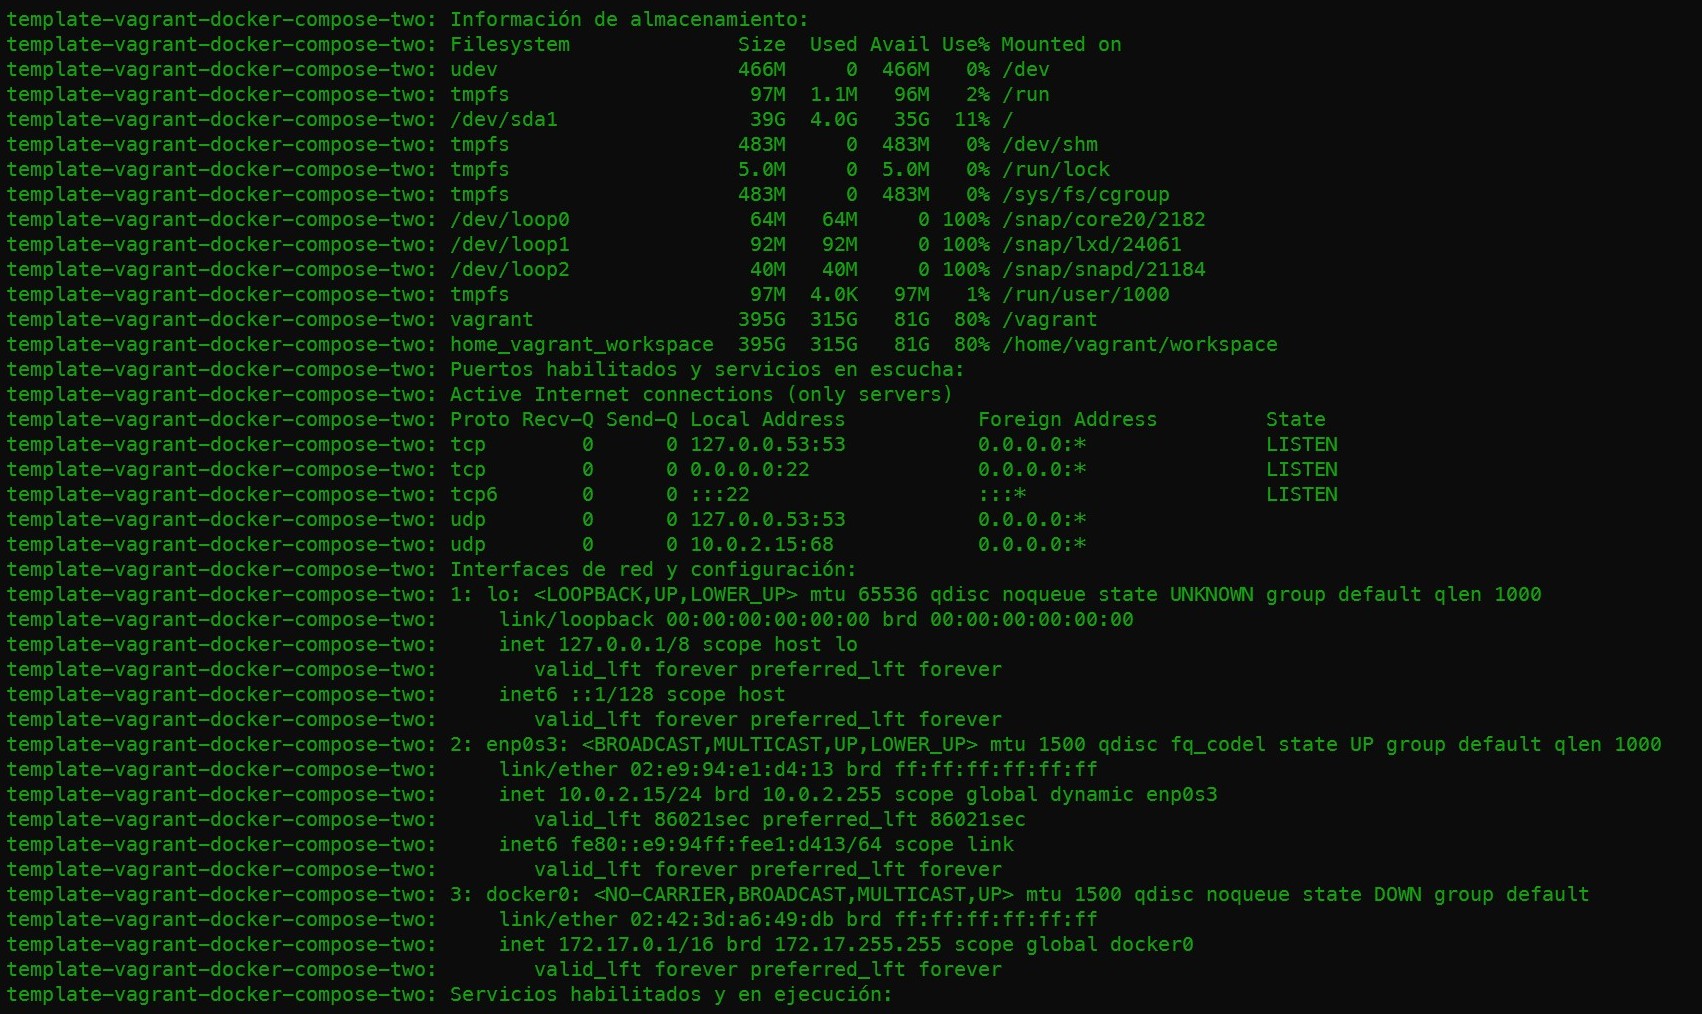 template-vagrant-docker-compose-two: Información de almacenamiento:
template-vagrant-docker-compose-two: Filesystem              Size  Used Avail Use% Mounted on
template-vagrant-docker-compose-two: udev                    466M     0  466M   0% /dev
template-vagrant-docker-compose-two: tmpfs                    97M  1.1M   96M   2% /run
template-vagrant-docker-compose-two: /dev/sda1               39G  4.0G   35G  11% /
template-vagrant-docker-compose-two: tmpfs                   483M     0  483M   0% /dev/shm
template-vagrant-docker-compose-two: tmpfs                   5.0M     0  5.0M   0% /run/lock
template-vagrant-docker-compose-two: tmpfs                   483M     0  483M   0% /sys/fs/cgroup
template-vagrant-docker-compose-two: /dev/loop0               64M   64M     0 100% /snap/core20/2182
template-vagrant-docker-compose-two: /dev/loop1               92M   92M     0 100% /snap/lxd/24061
template-vagrant-docker-compose-two: /dev/loop2               40M   40M     0 100% /snap/snapd/21184
template-vagrant-docker-compose-two: tmpfs                    97M  4.0K   97M   1% /run/user/1000
template-vagrant-docker-compose-two: vagrant                 395G  315G   81G  80% /vagrant
template-vagrant-docker-compose-two: home_vagrant_workspace  395G  315G   81G  80% /home/vagrant/workspace
template-vagrant-docker-compose-two: Puertos habilitados y servicios en escucha:
template-vagrant-docker-compose-two: Active Internet connections (only servers)
template-vagrant-docker-compose-two: Proto Recv-Q Send-Q Local Address           Foreign Address         State
template-vagrant-docker-compose-two: tcp        0      0 127.0.0.53:53           0.0.0.0:*               LISTEN
template-vagrant-docker-compose-two: tcp        0      0 0.0.0.0:22              0.0.0.0:*               LISTEN
template-vagrant-docker-compose-two: tcp6       0      0 :::22                   :::*                    LISTEN
template-vagrant-docker-compose-two: udp        0      0 127.0.0.53:53           0.0.0.0:*
template-vagrant-docker-compose-two: udp        0      0 10.0.2.15:68            0.0.0.0:*
template-vagrant-docker-compose-two: Interfaces de red y configuración:
template-vagrant-docker-compose-two: 1: lo: <LOOPBACK,UP,LOWER_UP> mtu 65536 qdisc noqueue state UNKNOWN group default qlen 1000
template-vagrant-docker-compose-two:     link/loopback 00:00:00:00:00:00 brd 00:00:00:00:00:00
template-vagrant-docker-compose-two:     inet 127.0.0.1/8 scope host lo
template-vagrant-docker-compose-two:        valid_lft forever preferred_lft forever
template-vagrant-docker-compose-two:     inet6 ::1/128 scope host
template-vagrant-docker-compose-two:        valid_lft forever preferred_lft forever
template-vagrant-docker-compose-two: 2: enp0s3: <BROADCAST,MULTICAST,UP,LOWER_UP> mtu 1500 qdisc fq_codel state UP group default qlen 1000
template-vagrant-docker-compose-two:     link/ether 02:e9:94:e1:d4:13 brd ff:ff:ff:ff:ff:ff
template-vagrant-docker-compose-two:     inet 10.0.2.15/24 brd 10.0.2.255 scope global dynamic enp0s3
template-vagrant-docker-compose-two:        valid_lft 86021sec preferred_lft 86021sec
template-vagrant-docker-compose-two:     inet6 fe80::e9:94ff:fee1:d413/64 scope link
template-vagrant-docker-compose-two:        valid_lft forever preferred_lft forever
template-vagrant-docker-compose-two: 3: docker0: <NO-CARRIER,BROADCAST,MULTICAST,UP> mtu 1500 qdisc noqueue state DOWN group default
template-vagrant-docker-compose-two:     link/ether 02:42:3d:a6:49:db brd ff:ff:ff:ff:ff:ff
template-vagrant-docker-compose-two:     inet 172.17.0.1/16 brd 172.17.255.255 scope global docker0
template-vagrant-docker-compose-two:        valid_lft forever preferred_lft forever
template-vagrant-docker-compose-two: Servicios habilitados y en ejecución: